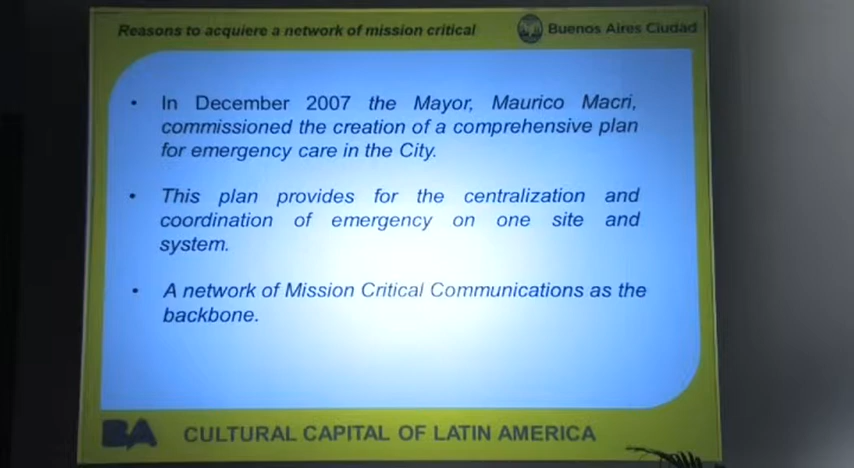 Reasons to acquiere a network of mission critical
Buenos Aires Ciudad
• In December 2007 the Mayor, Maurico Macri,
commissioned the creation of a comprehensive plan
for emergency care in the City.
• This plan provides for the centralization and
coordination of emergency on one site and
system.
• A network of Mission Critical Communications as the
backbone.
BA CULTURAL CAPITAL OF LATIN AMERICA